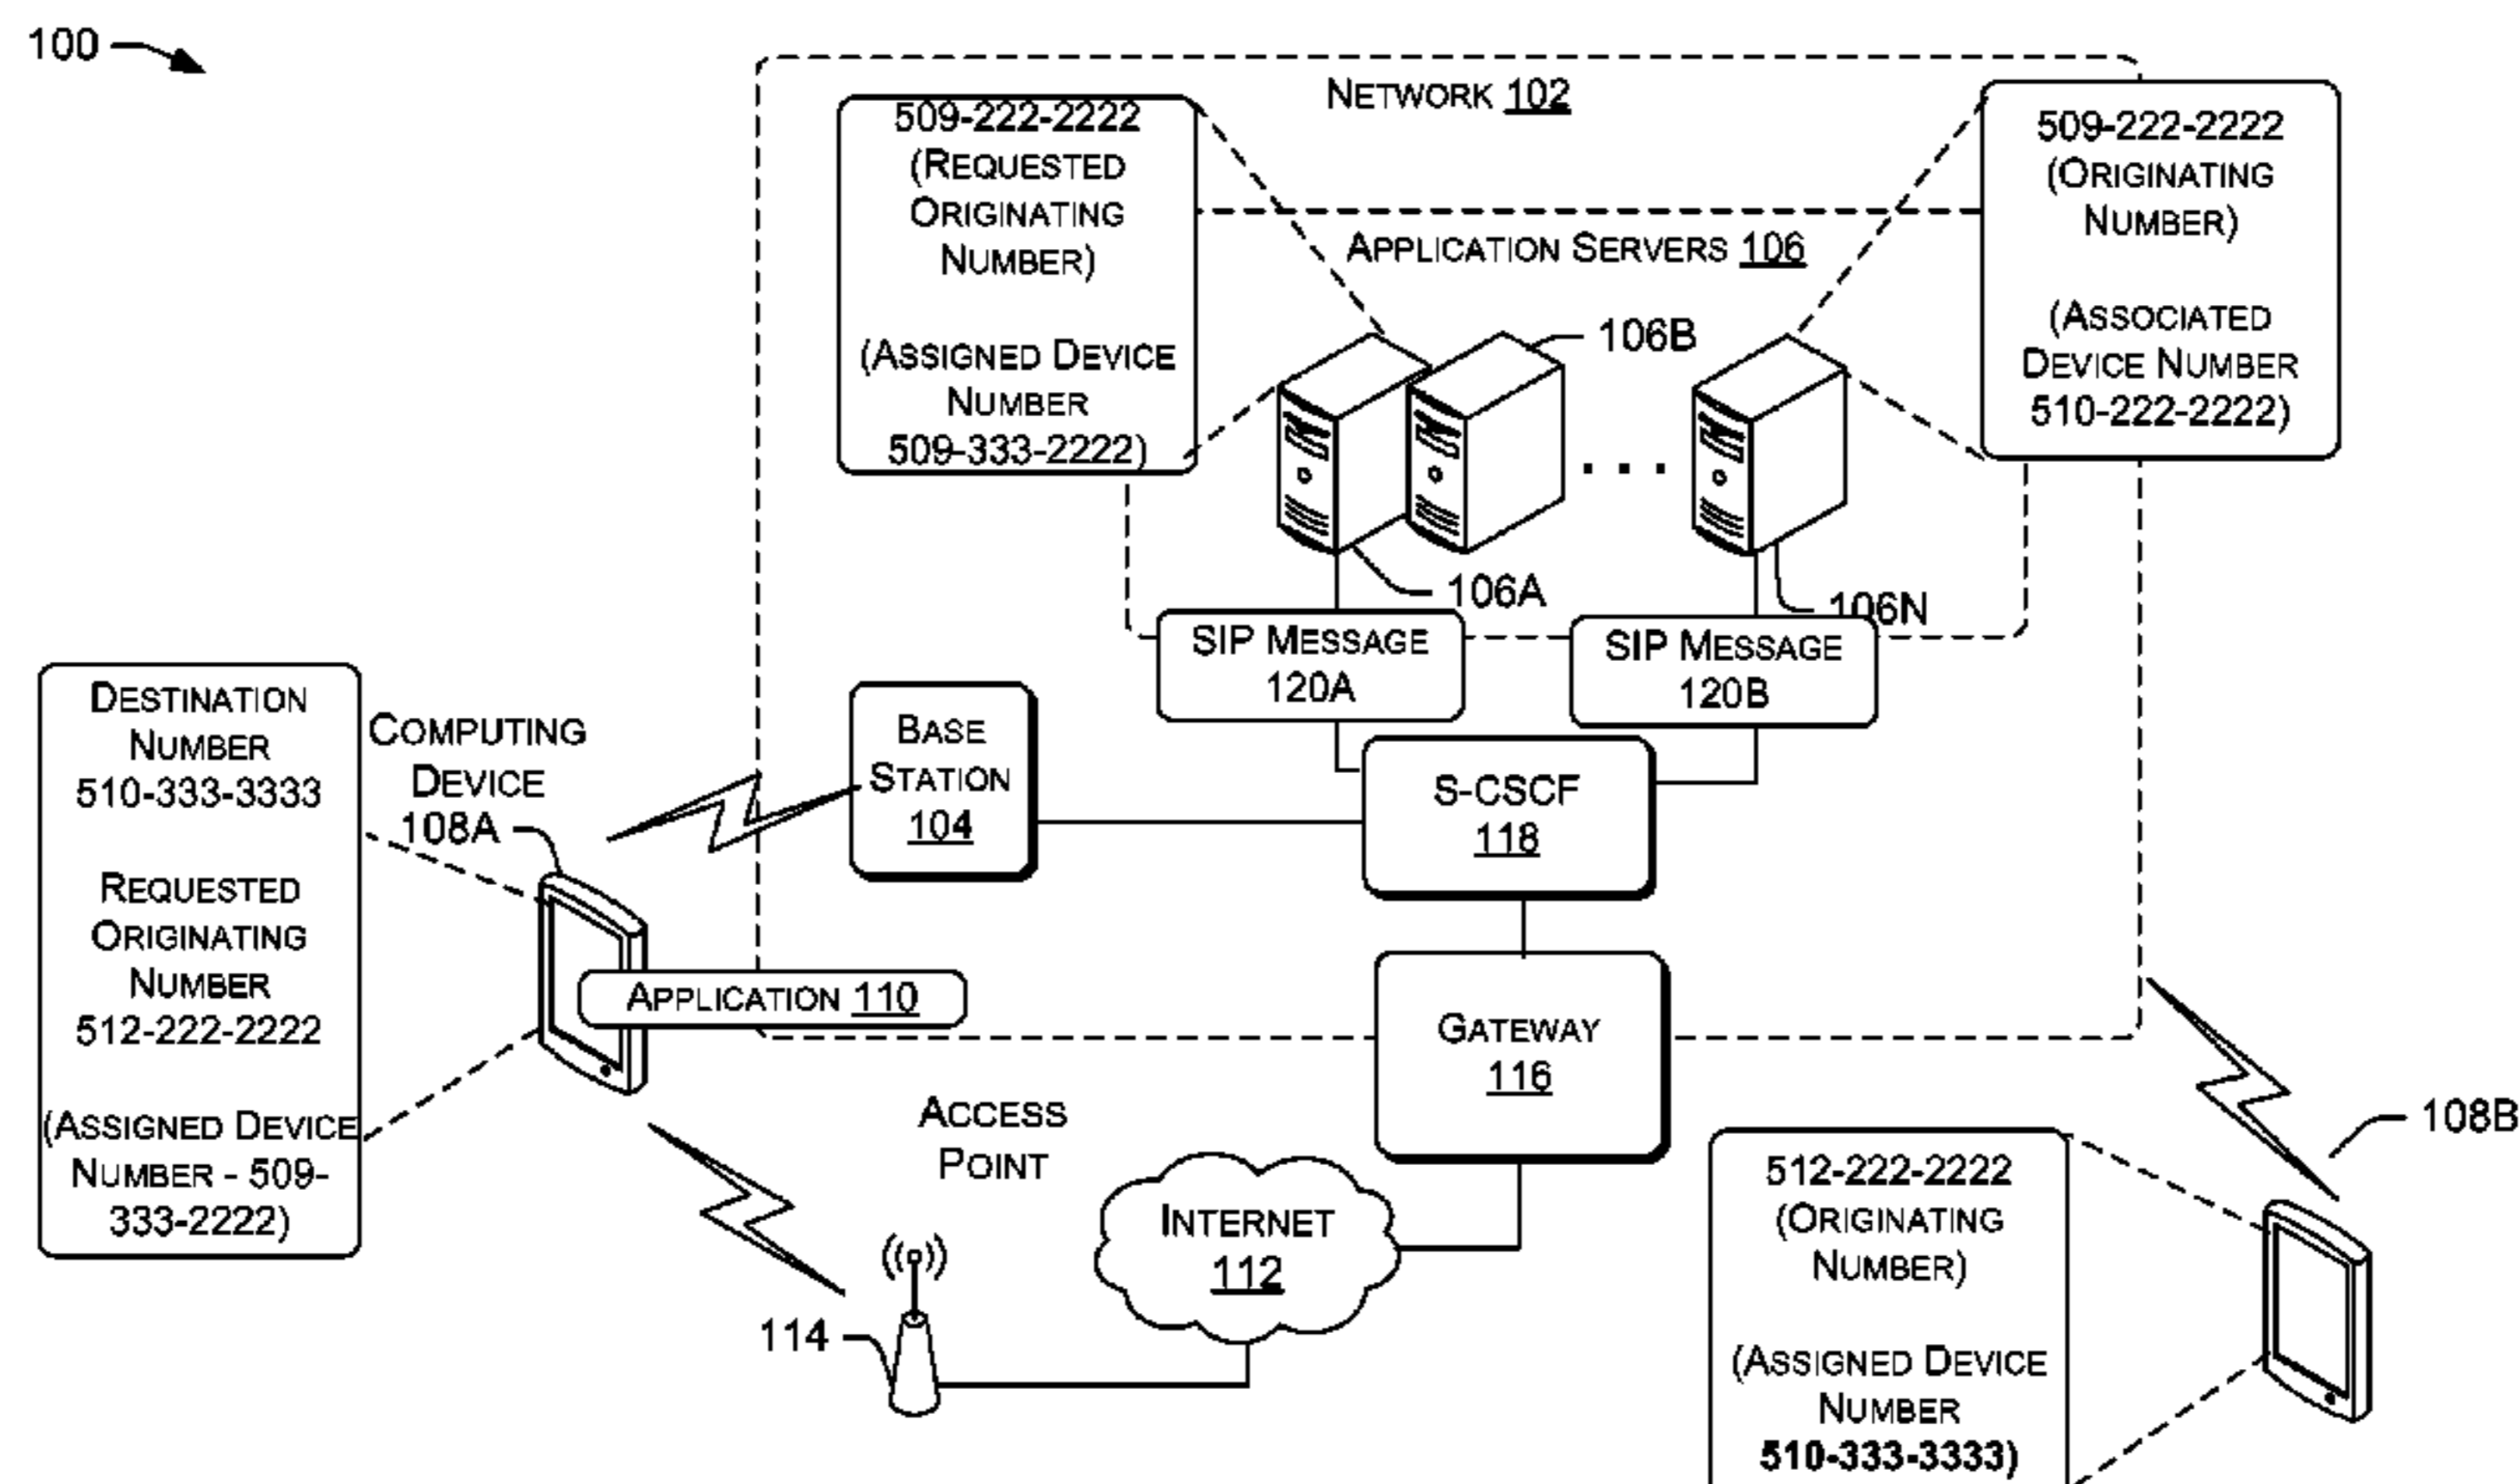 100
NETWORK 102
509-222-2222
(REQUESTED
ORIGINATING
NUMBER)
(ASSIGNED DEVICE
NUMBER
509-333-2222)
APPLICATION SERVERS 106
509-222-2222
(ORIGINATING
NUMBER)
(ASSOCIATED
DEVICE NUMBER
510-222-2222)
106B
. . .
106A
106N
SIP MESSAGE
120A
SIP MESSAGE
120B
DESTINATION
NUMBER
510-333-3333
REQUESTED
ORIGINATING
NUMBER
512-222-2222
(ASSIGNED DEVICE
NUMBER - 509-
333-2222)
COMPUTING
DEVICE
108A
BASE
STATION
104
S-CSCF
118
APPLICATION 110
GATEWAY
116
ACCESS
POINT
INTERNET
112
114
108B
512-222-2222
(ORIGINATING
NUMBER)
(ASSIGNED DEVICE
NUMBER
510-333-3333)